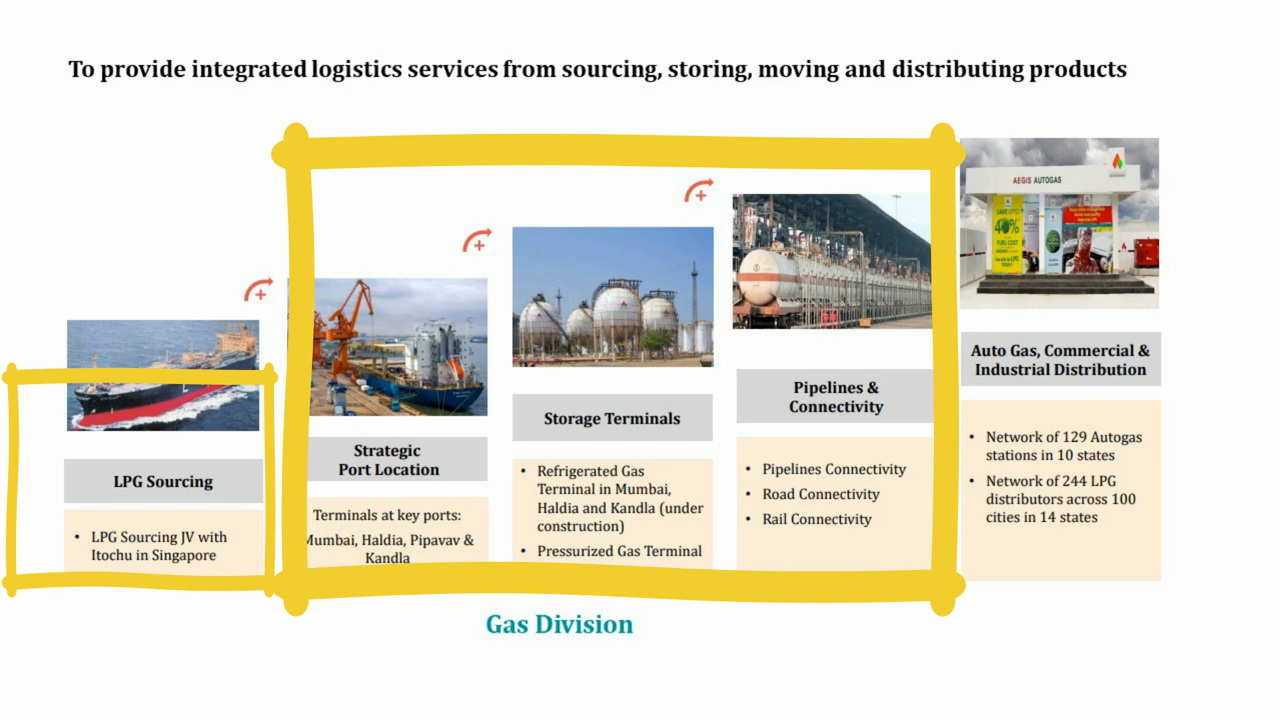 To provide integrated logistics services from sourcing, storing, moving and distributing products
LPG Sourcing
• LPG Sourcing JV with
Itochu in Singapore
Strategic
Port Location
Terminals at key ports:
Mumbai, Haldia, Pipavav &
Kandla
Storage Terminals
• Refrigerated Gas
Terminal in Mumbai,
Haldia and Kandla (under
construction)
• Pressurized Gas Terminal
Pipelines &
Connectivity
• Pipelines Connectivity
• Road Connectivity
• Rail Connectivity
AEGIS AUTOGAS
40%
Auto Gas, Commercial &
Industrial Distribution
• Network of 129 Autogas
stations in 10 states
• Network of 244 LPG
distributors across 100
cities in 14 states
Gas Division